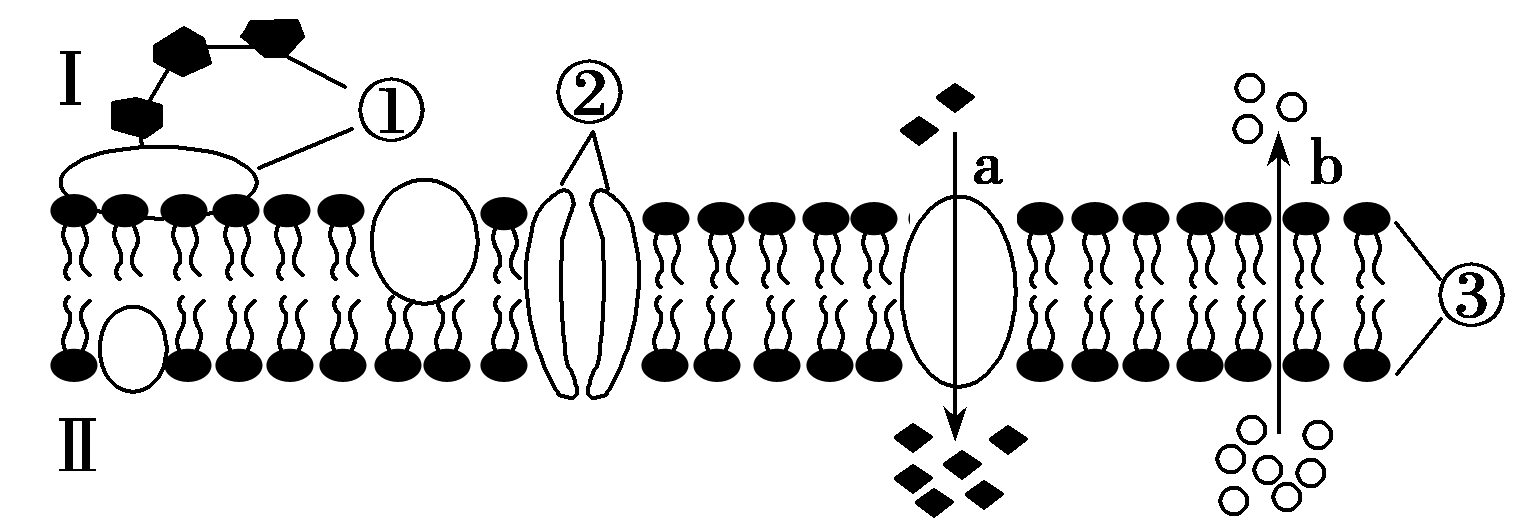 Ⅰ
①
②
a
b
③
Ⅱ